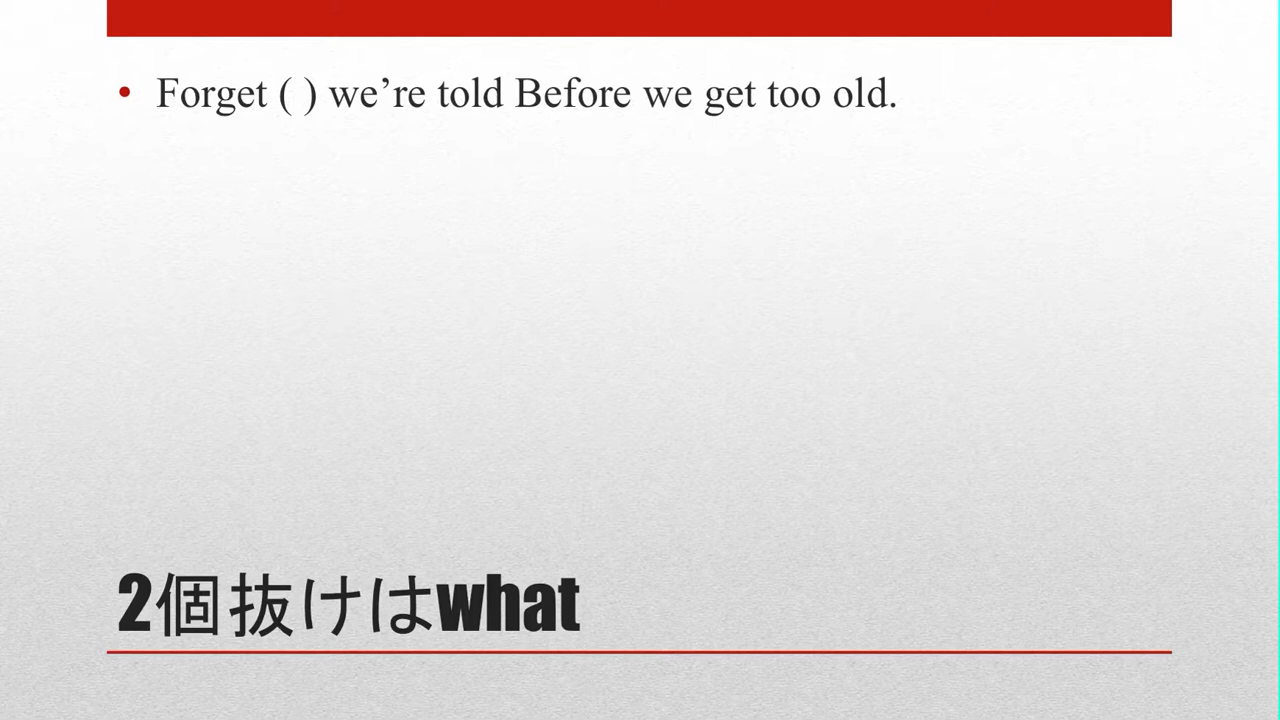 • Forget ( ) we’re told Before we get too old.
2個抜けはwhat